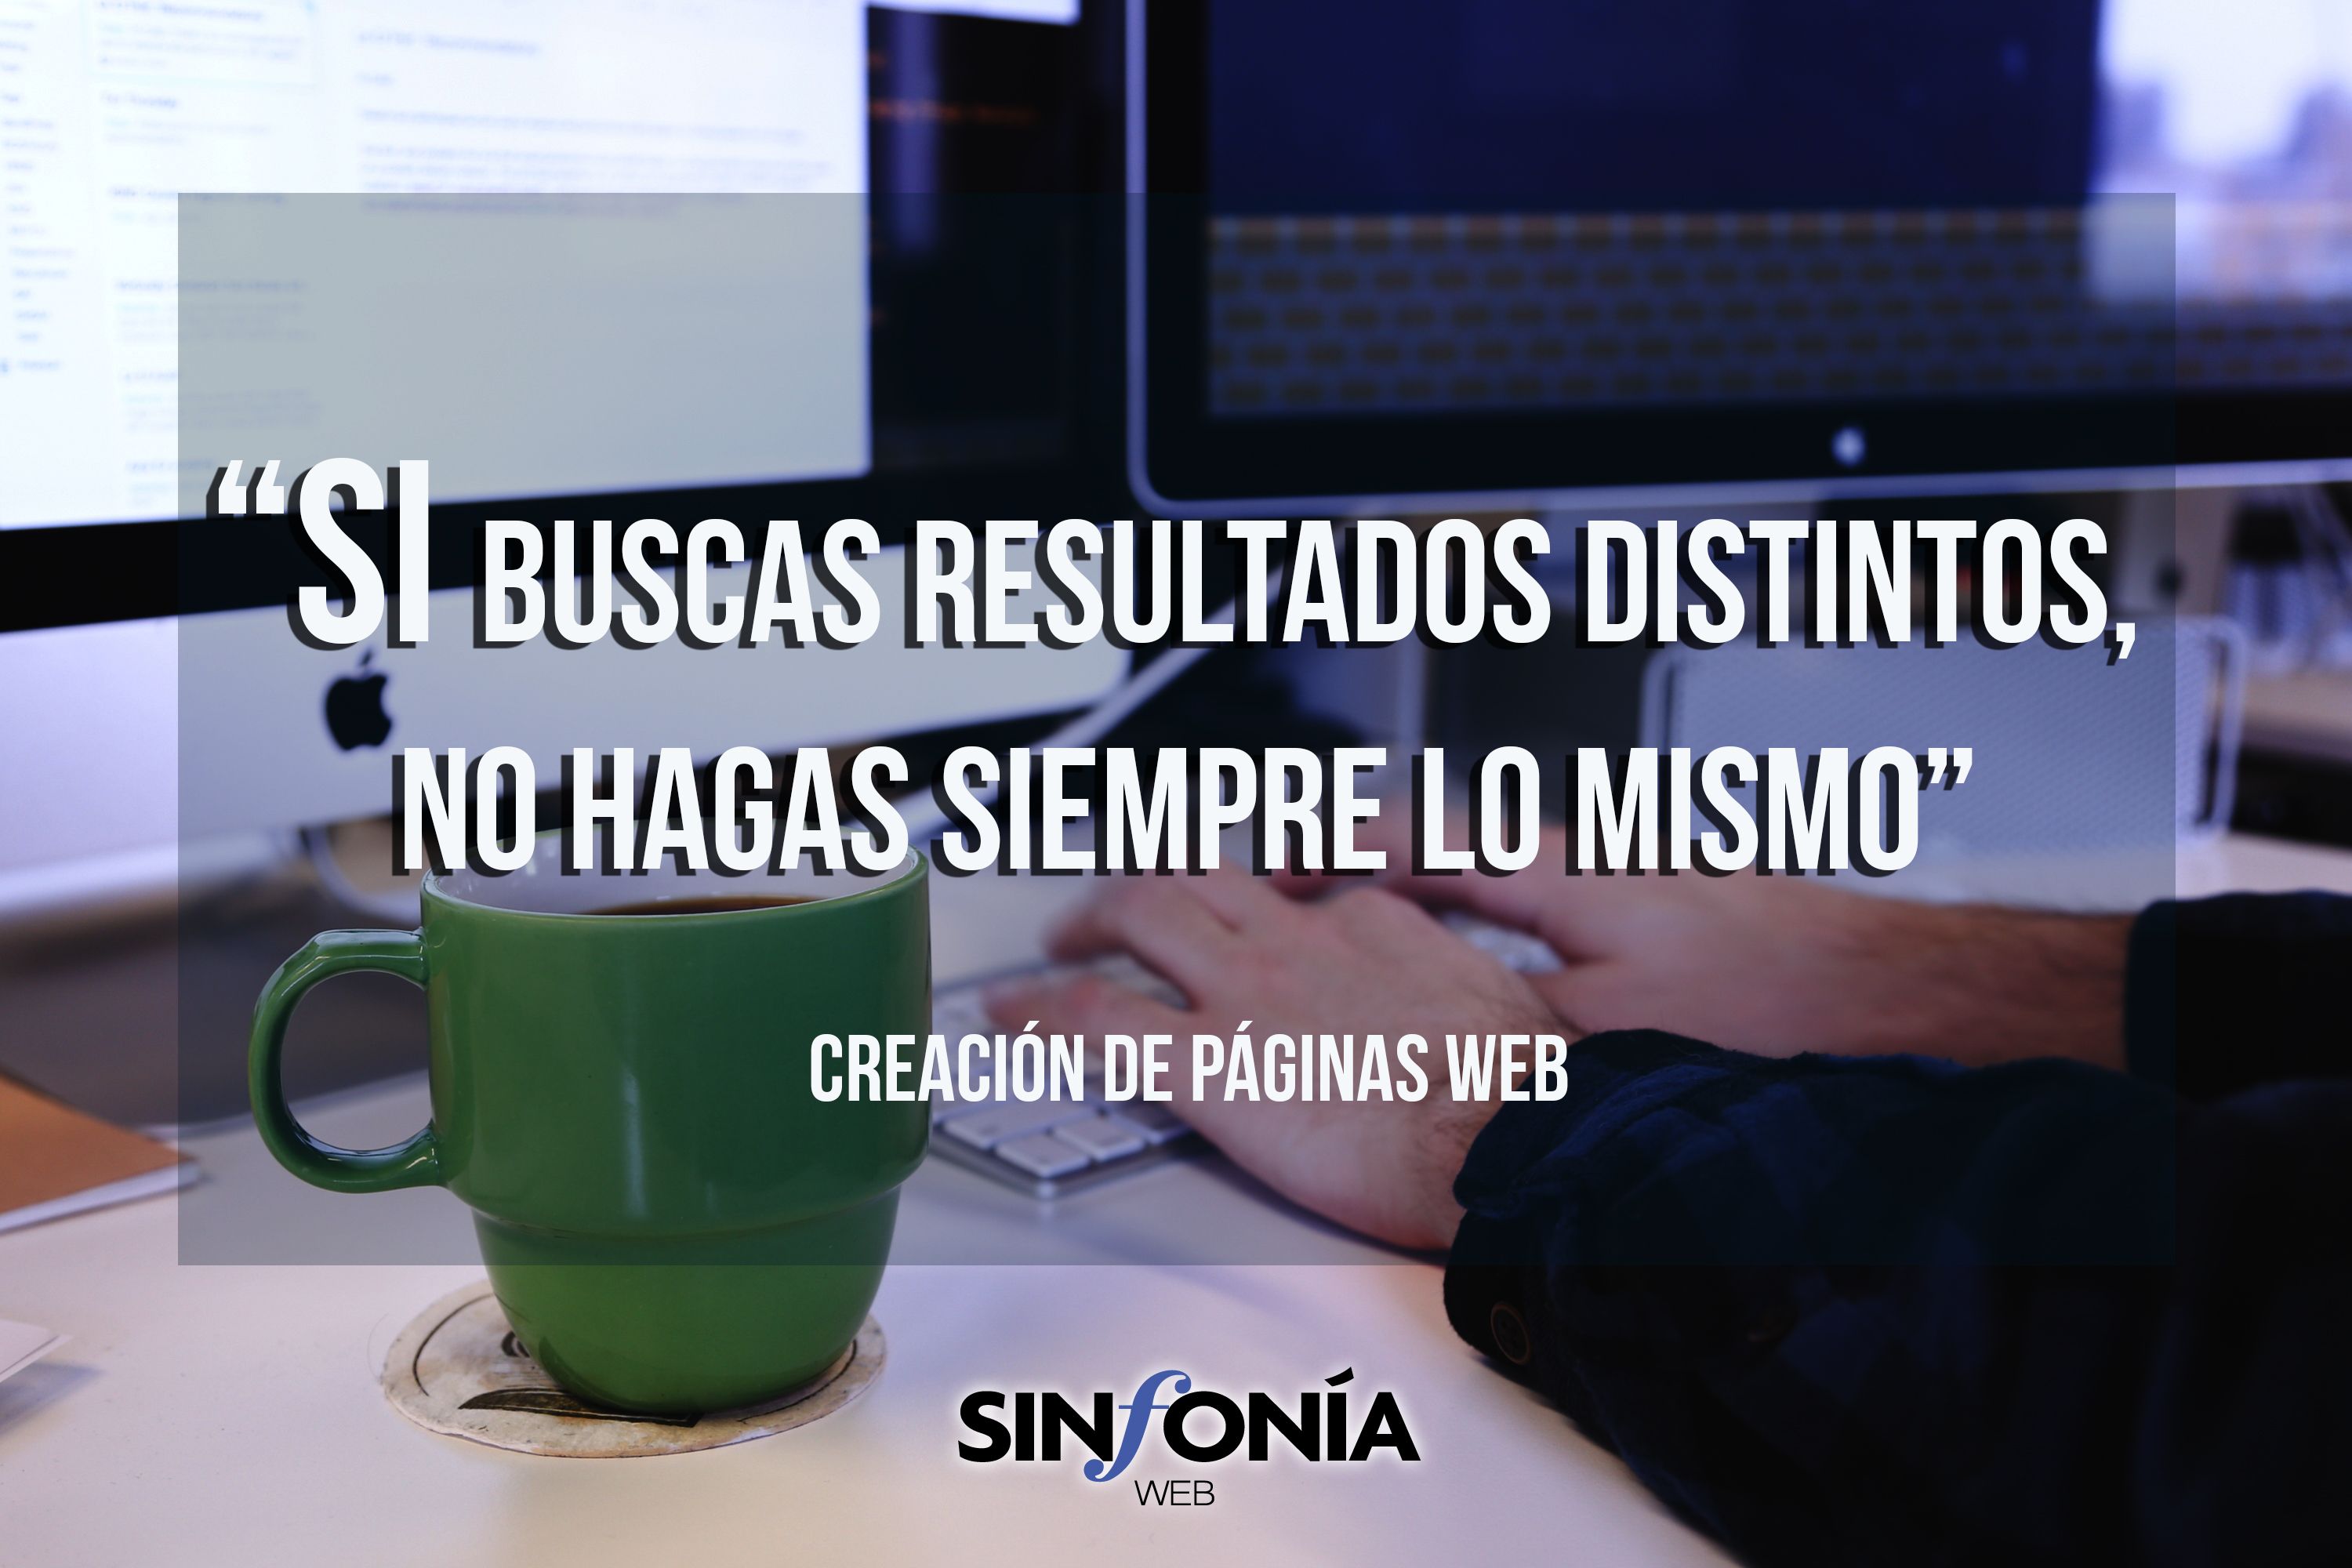 “SI BUSCAS RESULTADOS DISTINTOS,
NO HAGAS SIEMPRE LO MISMO”
CREACIÓN DE PÁGINAS WEB
SINFONÍA
WEB